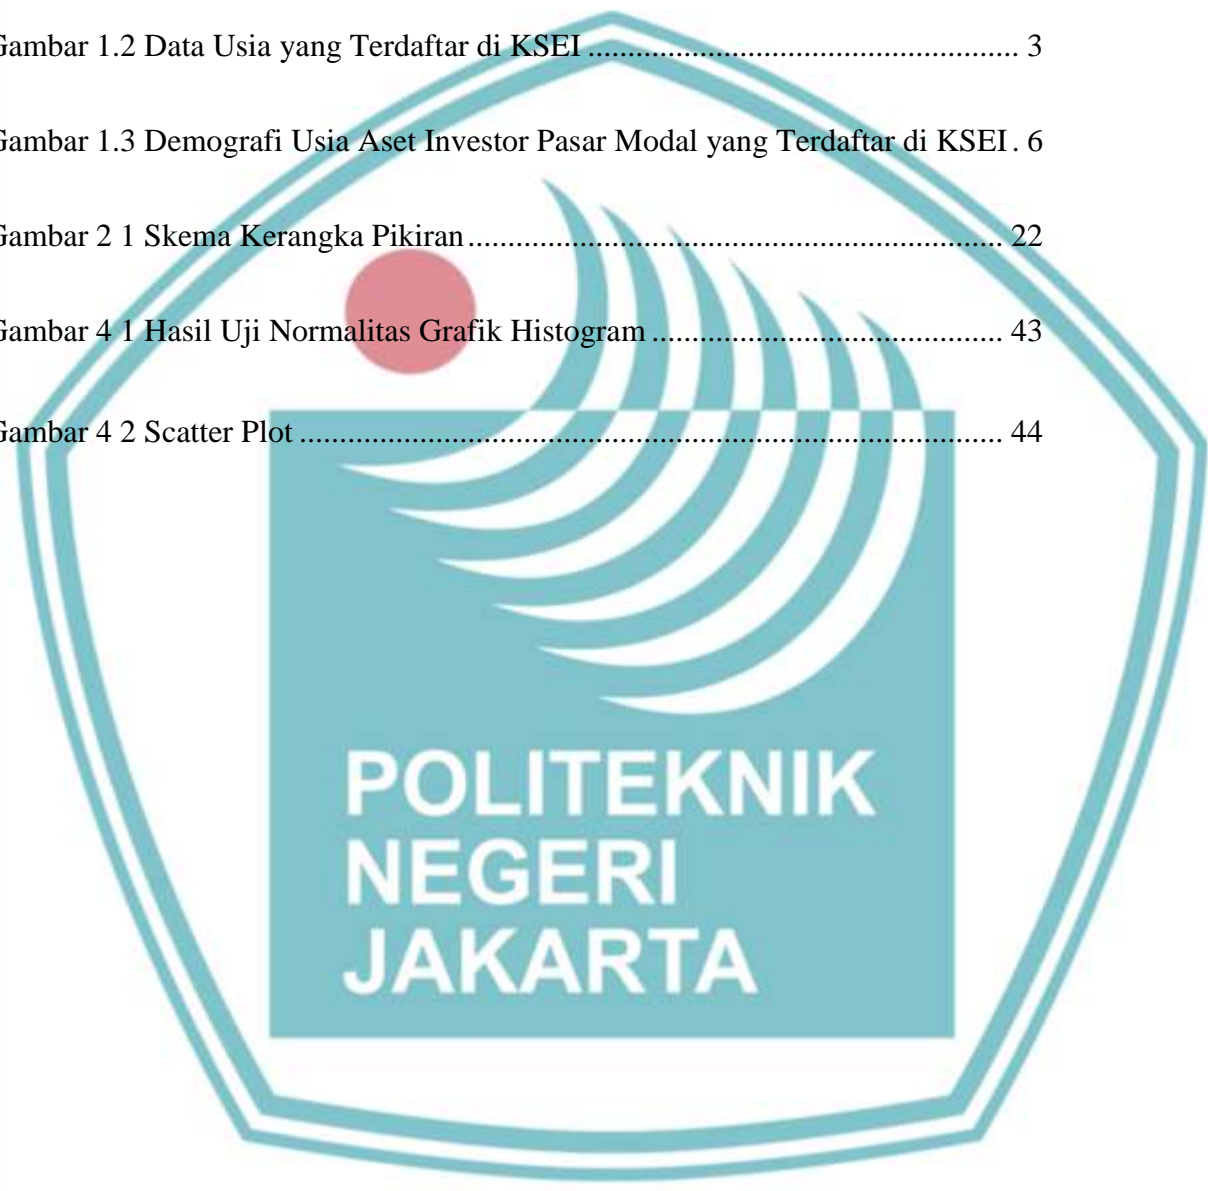 Gambar 1.2 Data Usia yang Terdaftar di KSEI ...................................................... 3
Gambar 1.3 Demografi Usia Aset Investor Pasar Modal yang Terdaftar di KSEI. 6
Gambar 2 1 Skema Kerangka Pikiran................................................................... 22
Gambar 4 1 Hasil Uji Normalitas Grafik Histogram ............................................ 43
Gambar 4 2 Scatter Plot ........................................................................................ 44
POLITEKNIK
NEGERI
JAKARTA